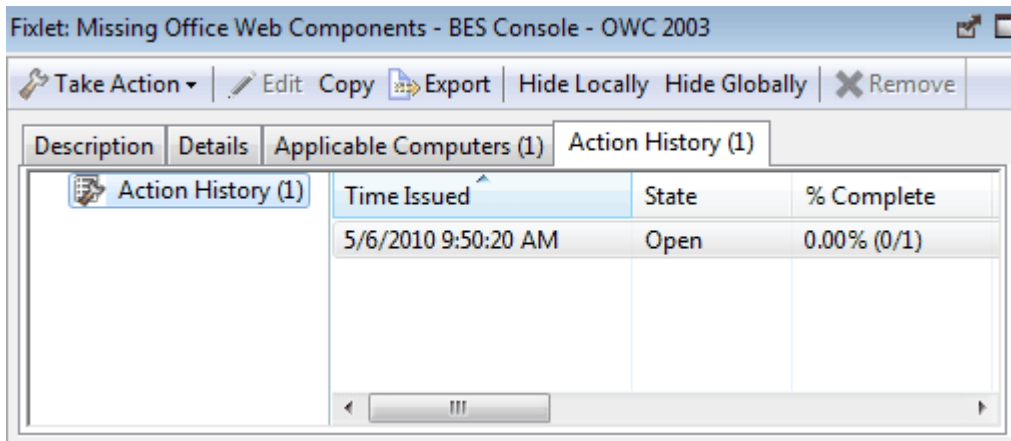 Fixlet: Missing Office Web Components - BES Console - OWC 2003
Take Action Edit Copy Export Hide Locally Hide Globally Remove
Description Details Applicable Computers (1) Action History (1)
Action History (1) Time Issued State % Complete
5/6/2010 9:50:20 AM Open 0.00% (0/1)